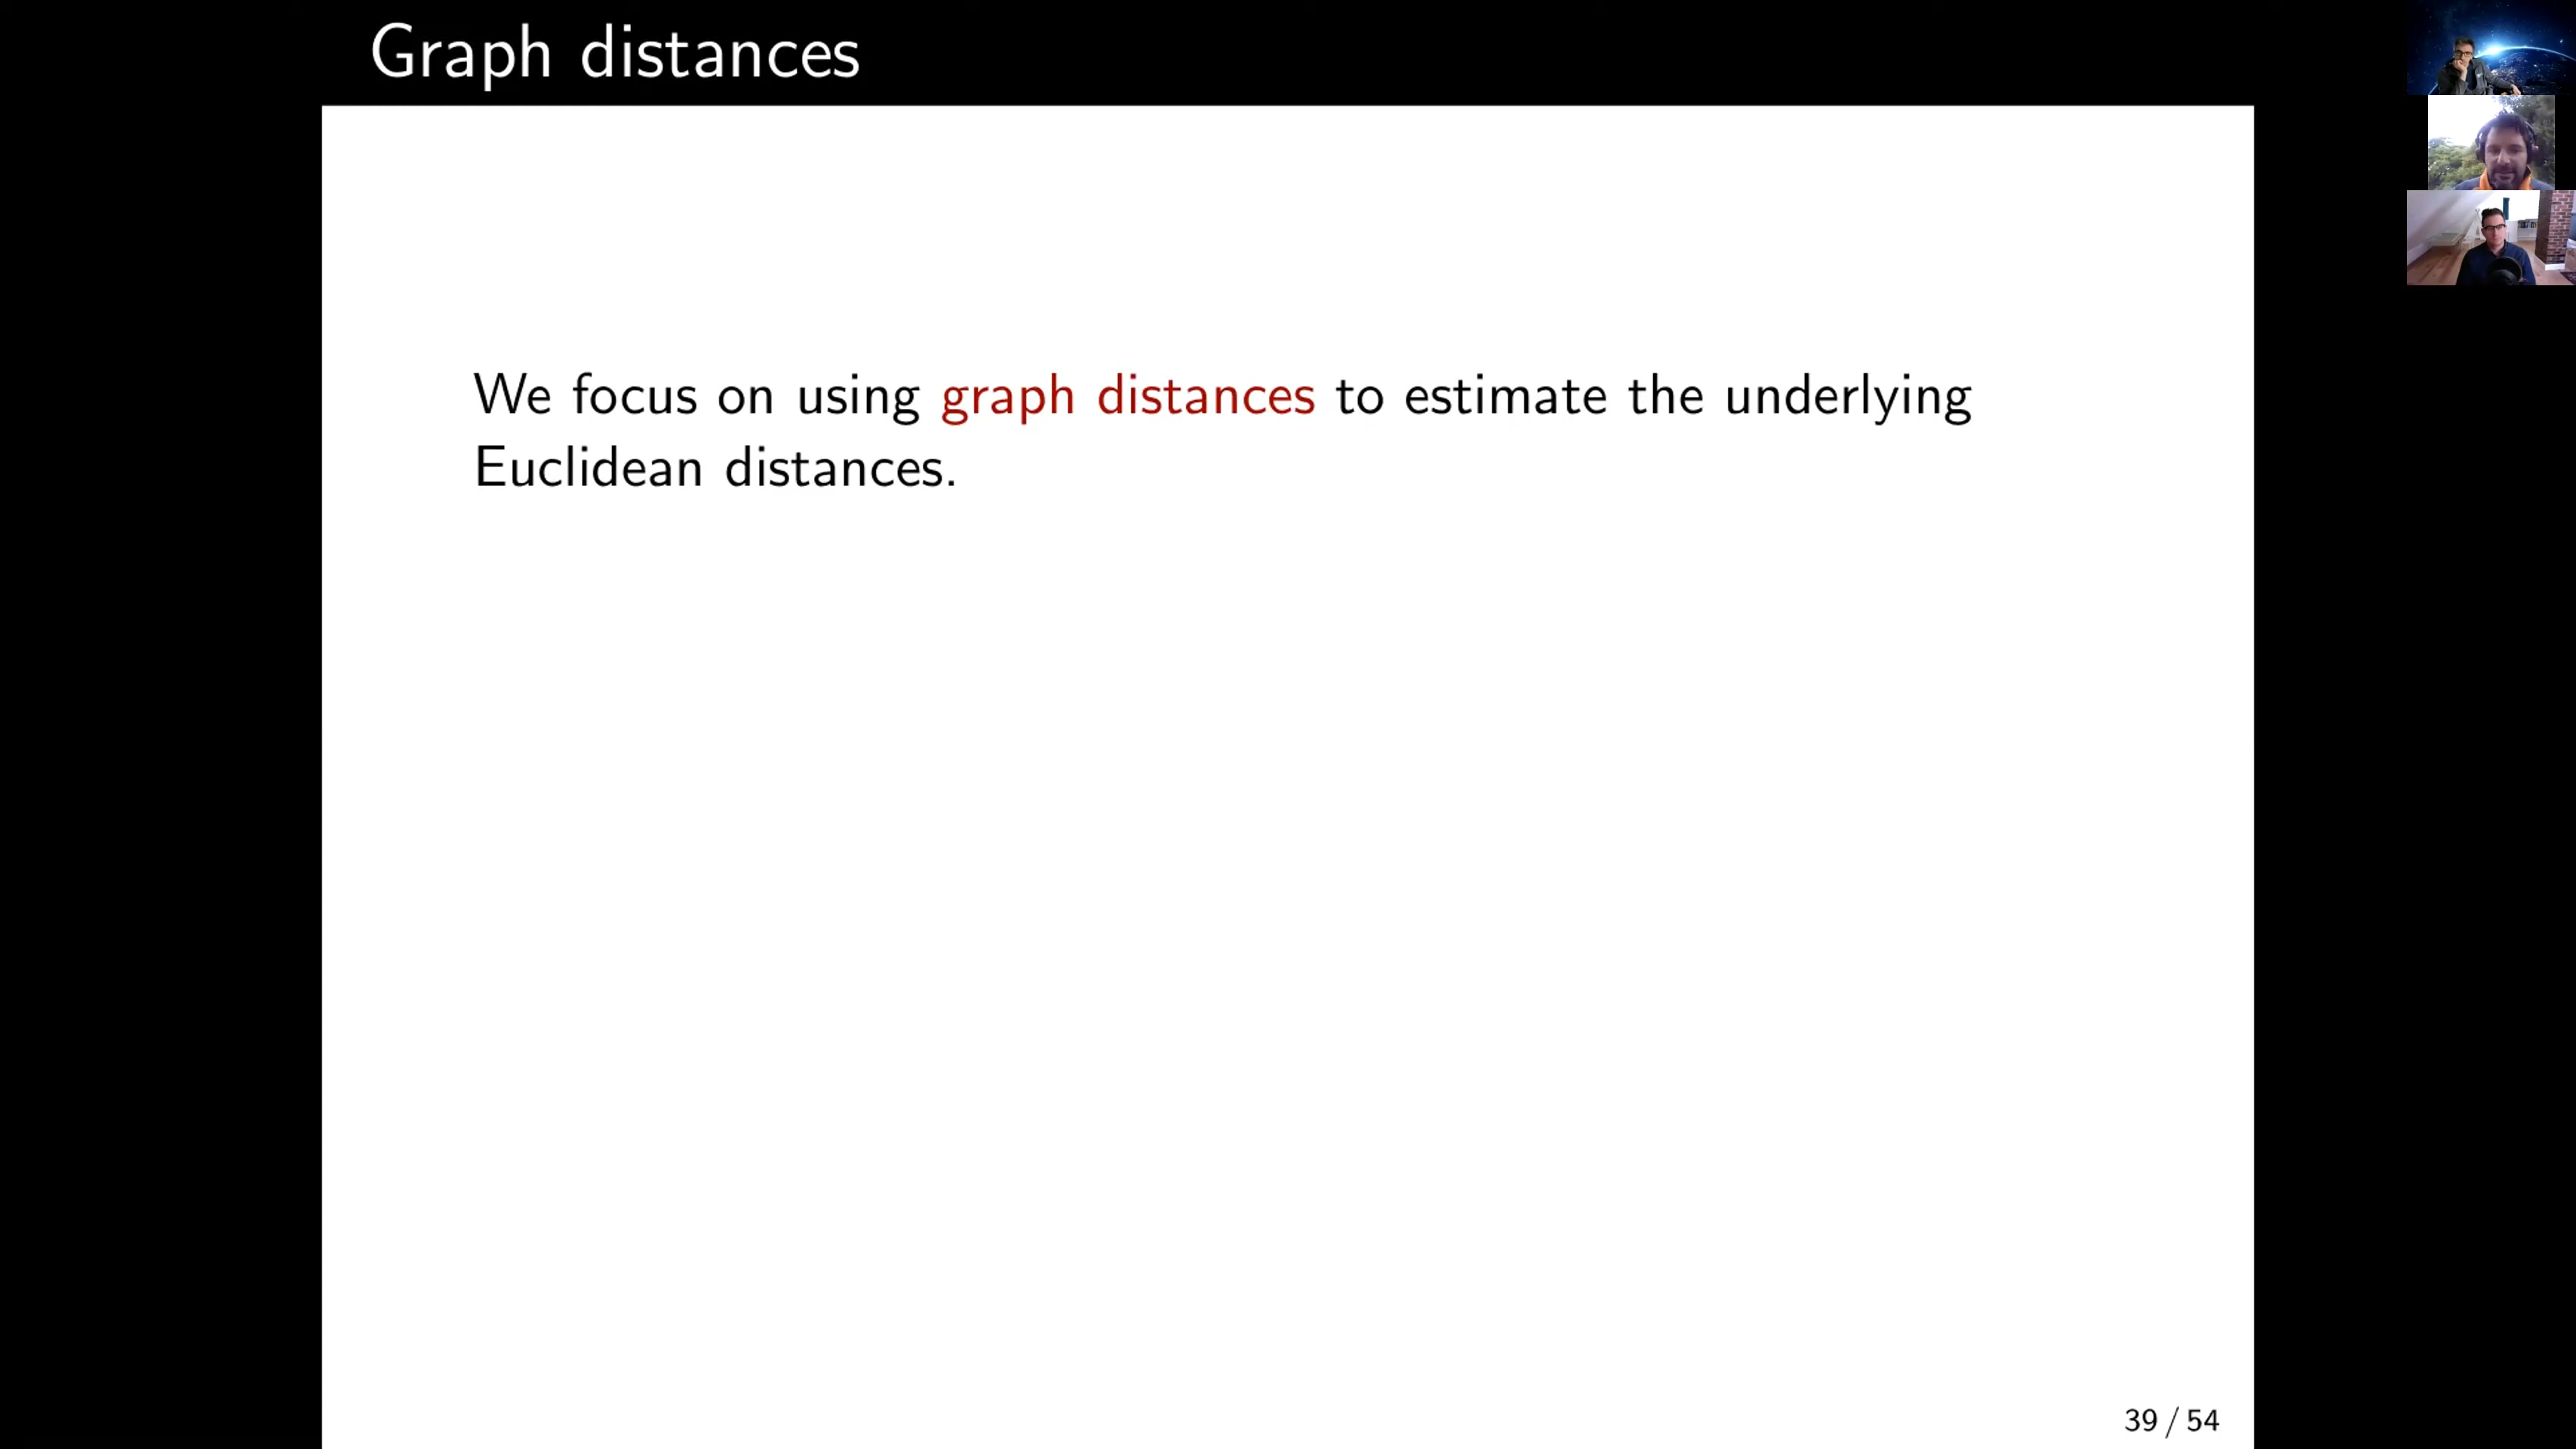 Graph distances
We focus on using graph distances to estimate the underlying
Euclidean distances.
39 / 54